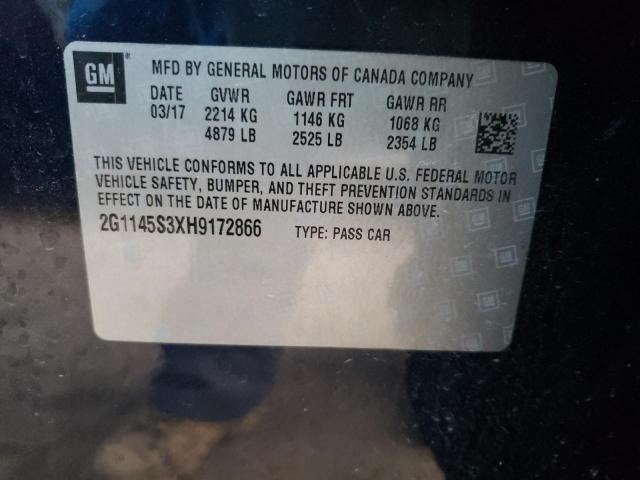 GM
MFD BY GENERAL MOTORS OF CANADA COMPANY
DATE GVWR GAWR FRT GAWR RR
03/17 2214 KG 1146 KG 1068 KG
4879 LB 2525 LB 2354 LB
THIS VEHICLE CONFORMS TO ALL APPLICABLE U.S. FEDERAL MOTOR
VEHICLE SAFETY, BUMPER, AND THEFT PREVENTION STANDARDS IN
EFFECT ON THE DATE OF MANUFACTURE SHOWN ABOVE.
2G1145S3XH9172866 TYPE: PASS CAR